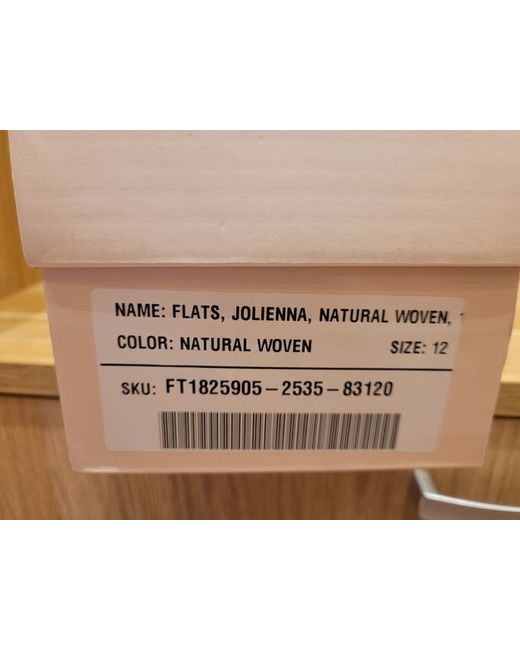 NAME: FLATS, JOLIENNA, NATURAL WOVEN,
COLOR: NATURAL WOVEN SIZE: 12
SKU: FT1825905-2535-83120